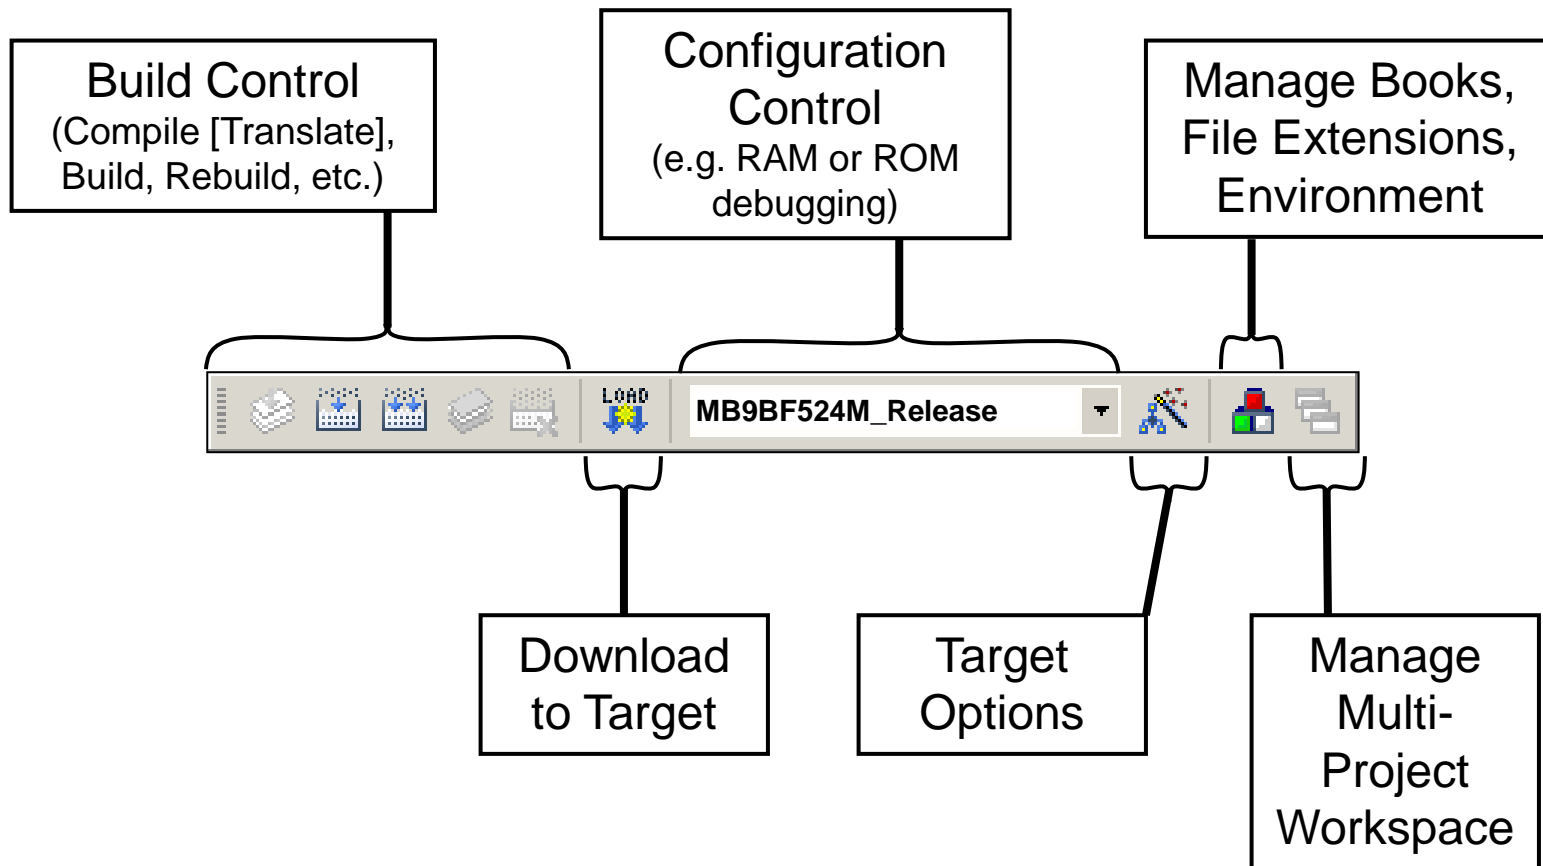 Build Control
(Compile [Translate],
Build, Rebuild, etc.)
Configuration
Control
(e.g. RAM or ROM
debugging)
Manage Books,
File Extensions,
Environment
LOAD
MB9BF524M_Release
Download
to Target
Target
Options
Manage
Multi-
Project
Workspace